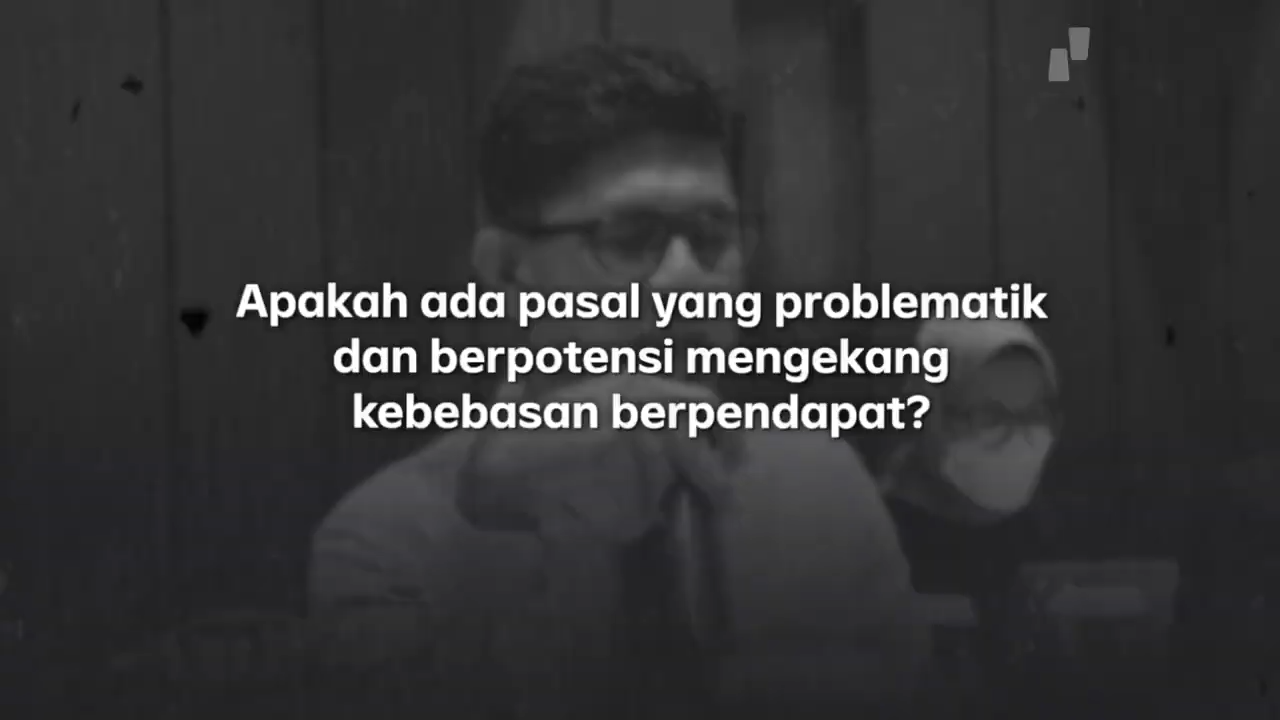 Apakah ada pasal yang problematik
dan berpotensi mengekang
kebebasan berpendapat?